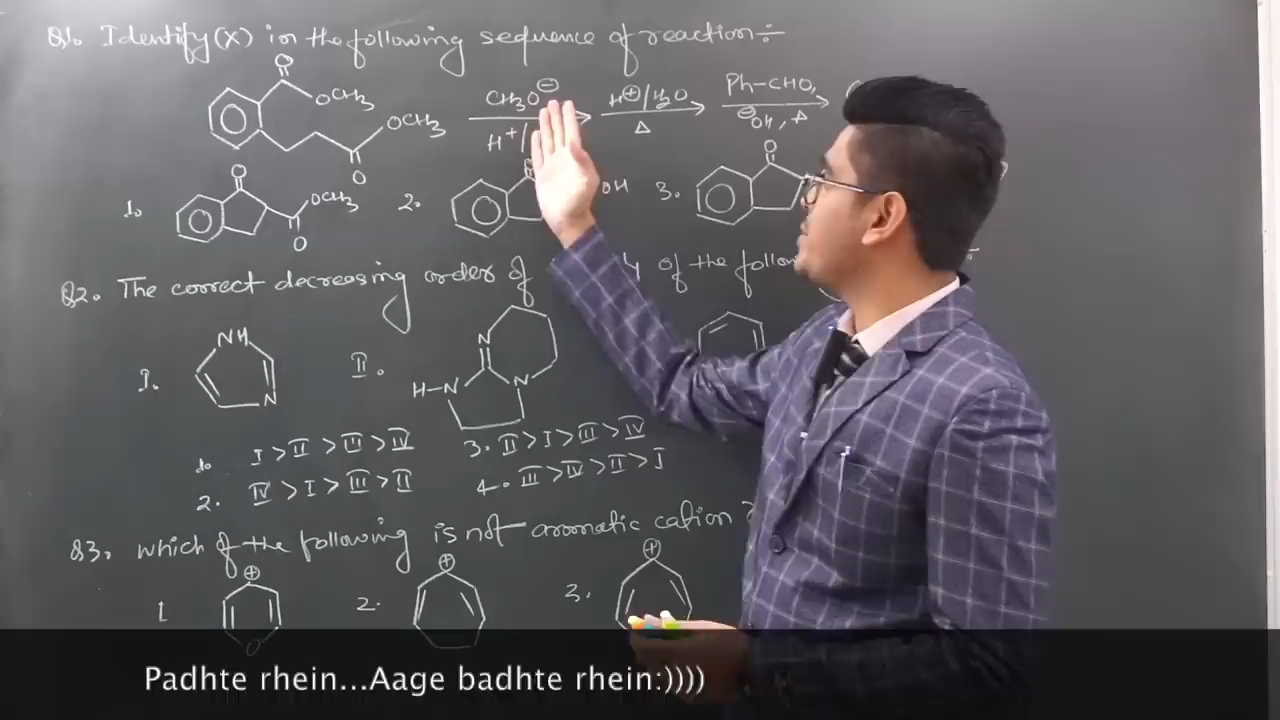 Q1. Identify (X) in the following sequence of reaction :-
O
OCH3
OCH3
O
CH3O⊖
H+/
H⊕/H2O
Δ
Ph-CHO,
⊖OH, Δ
1.
O
OCH3
O
2.
OH
3.
O
Q2. The correct decreasing order of of the follow
I.
NH
N
II.
N
H-N
N
1. I > II > III > IV
3. II > I > III > IV
2. IV > I > III > II
4. III > IV > II > I
Q3. which of the following is not aromatic cation ?
1
⊕
O
2.
⊕
3.
⊕
Padhte rhein...Aage badhte rhein:))))